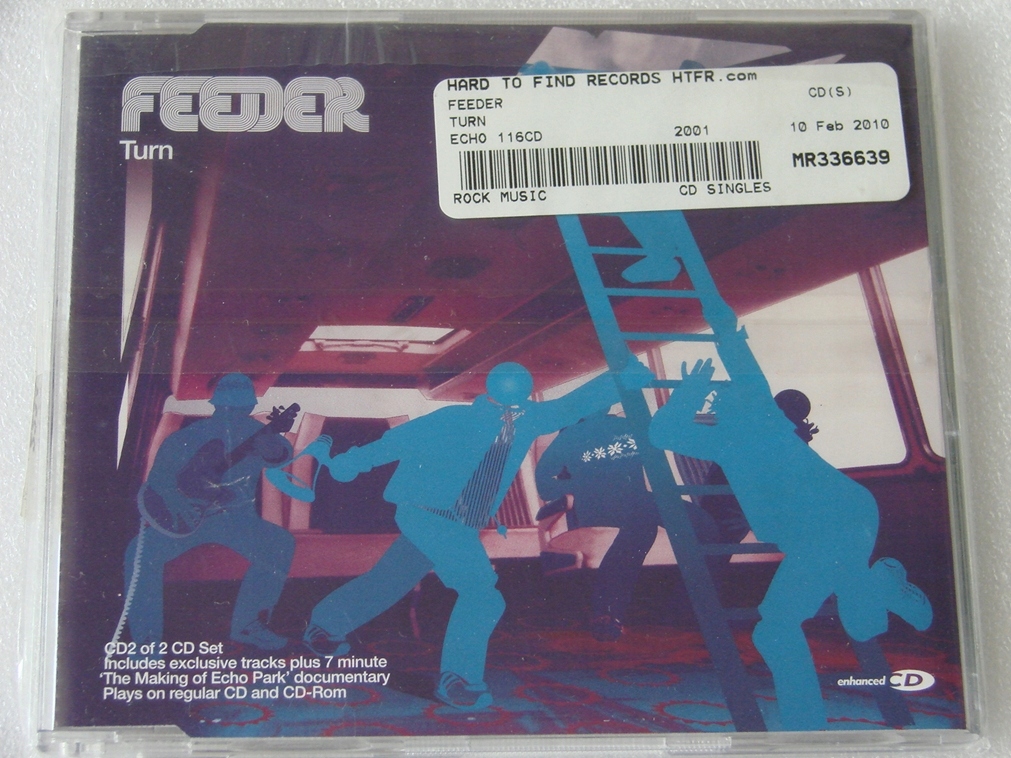 FEEDER
Turn
HARD TO FIND RECORDS HTFR.com
FEEDER CD(S)
TURN
ECHO 116CD 2001 10 Feb 2010
MR336639
ROCK MUSIC CD SINGLES
CD2 of 2 CD Set
Includes exclusive tracks plus 7 minute
'The Making of Echo Park' documentary
Plays on regular CD and CD-Rom
enhanced CD